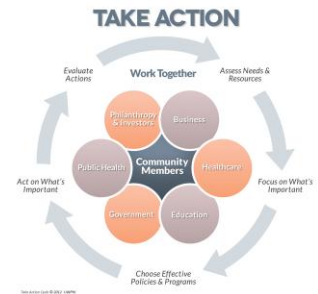 TAKE ACTION
Evaluate
Actions
Work Together
Assess Needs &
Resources
Philanthropy
& Investors
Business
Public Health
Community
Members
Healthcare
Act on What's
Important
Focus on What's
Important
Government
Education
Choose Effective
Policies & Programs